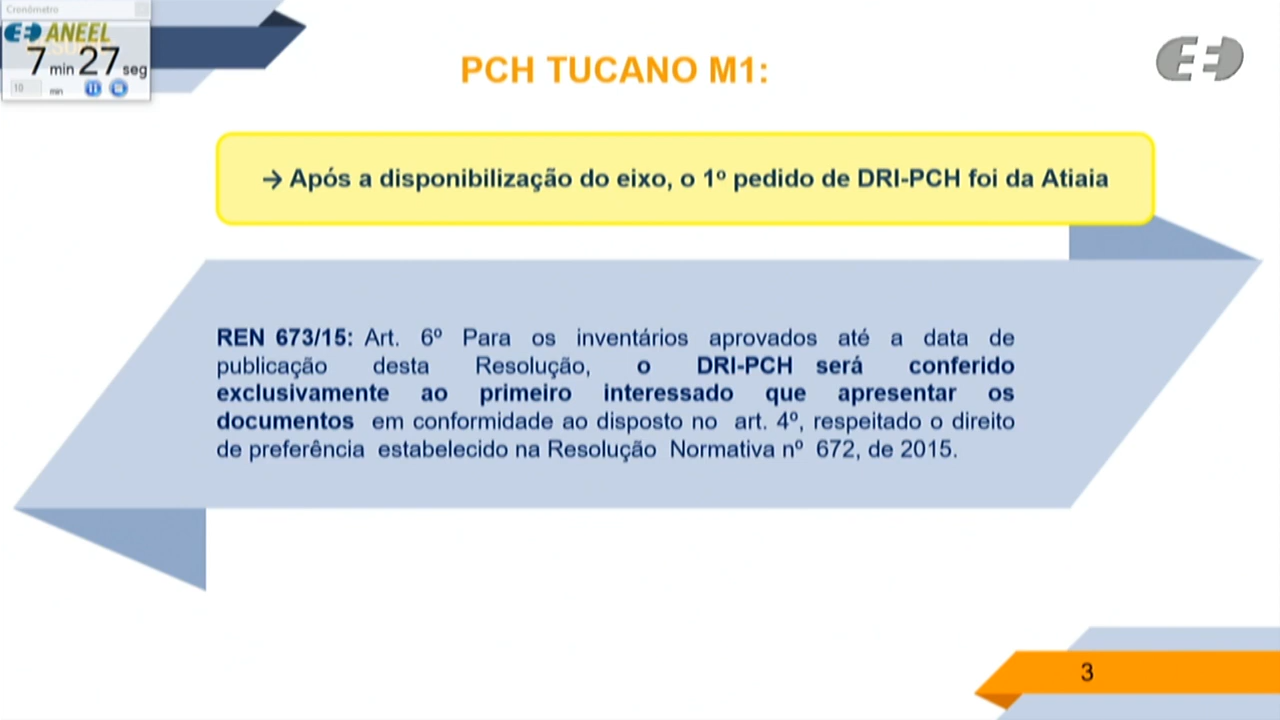 Cronômetro
ANEEL
7 min 27 seg
10 min
PCH TUCANO M1:
→ Após a disponibilização do eixo, o 1º pedido de DRI-PCH foi da Atiaia
REN 673/15: Art. 6º Para os inventários aprovados até a data de
publicação desta Resolução, o DRI-PCH será conferido
exclusivamente ao primeiro interessado que apresentar os
documentos em conformidade ao disposto no art. 4º, respeitado o direito
de preferência estabelecido na Resolução Normativa nº 672, de 2015.
3